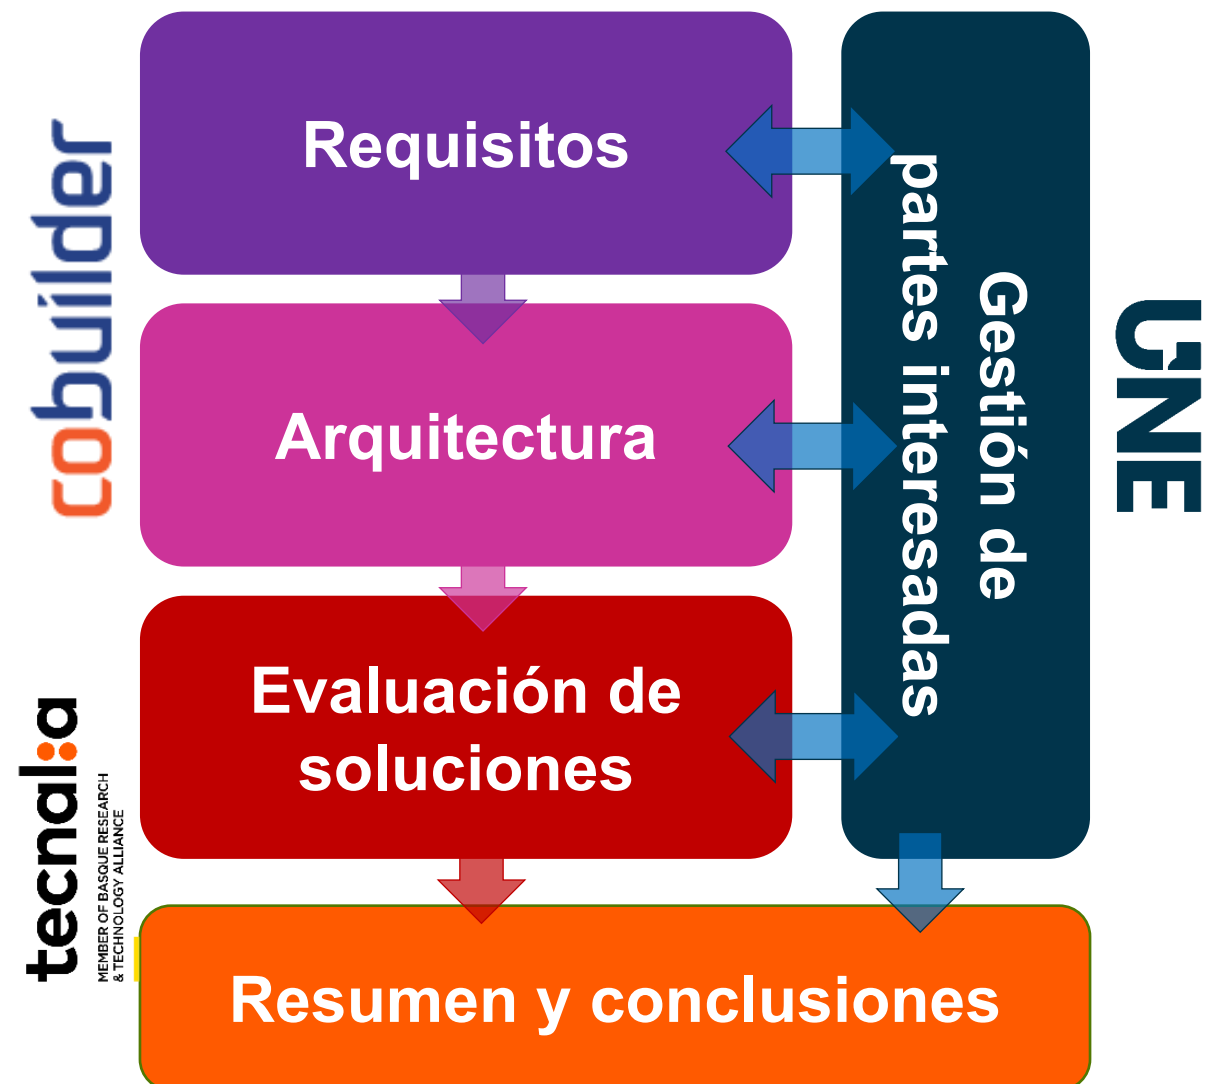 cobuilder
Requisitos
Arquitectura
Evaluación de
soluciones
Gestión de
partes interesadas
UNE
tecnalia
MEMBER OF BASQUE RESEARCH
& TECHNOLOGY ALLIANCE
Resumen y conclusiones